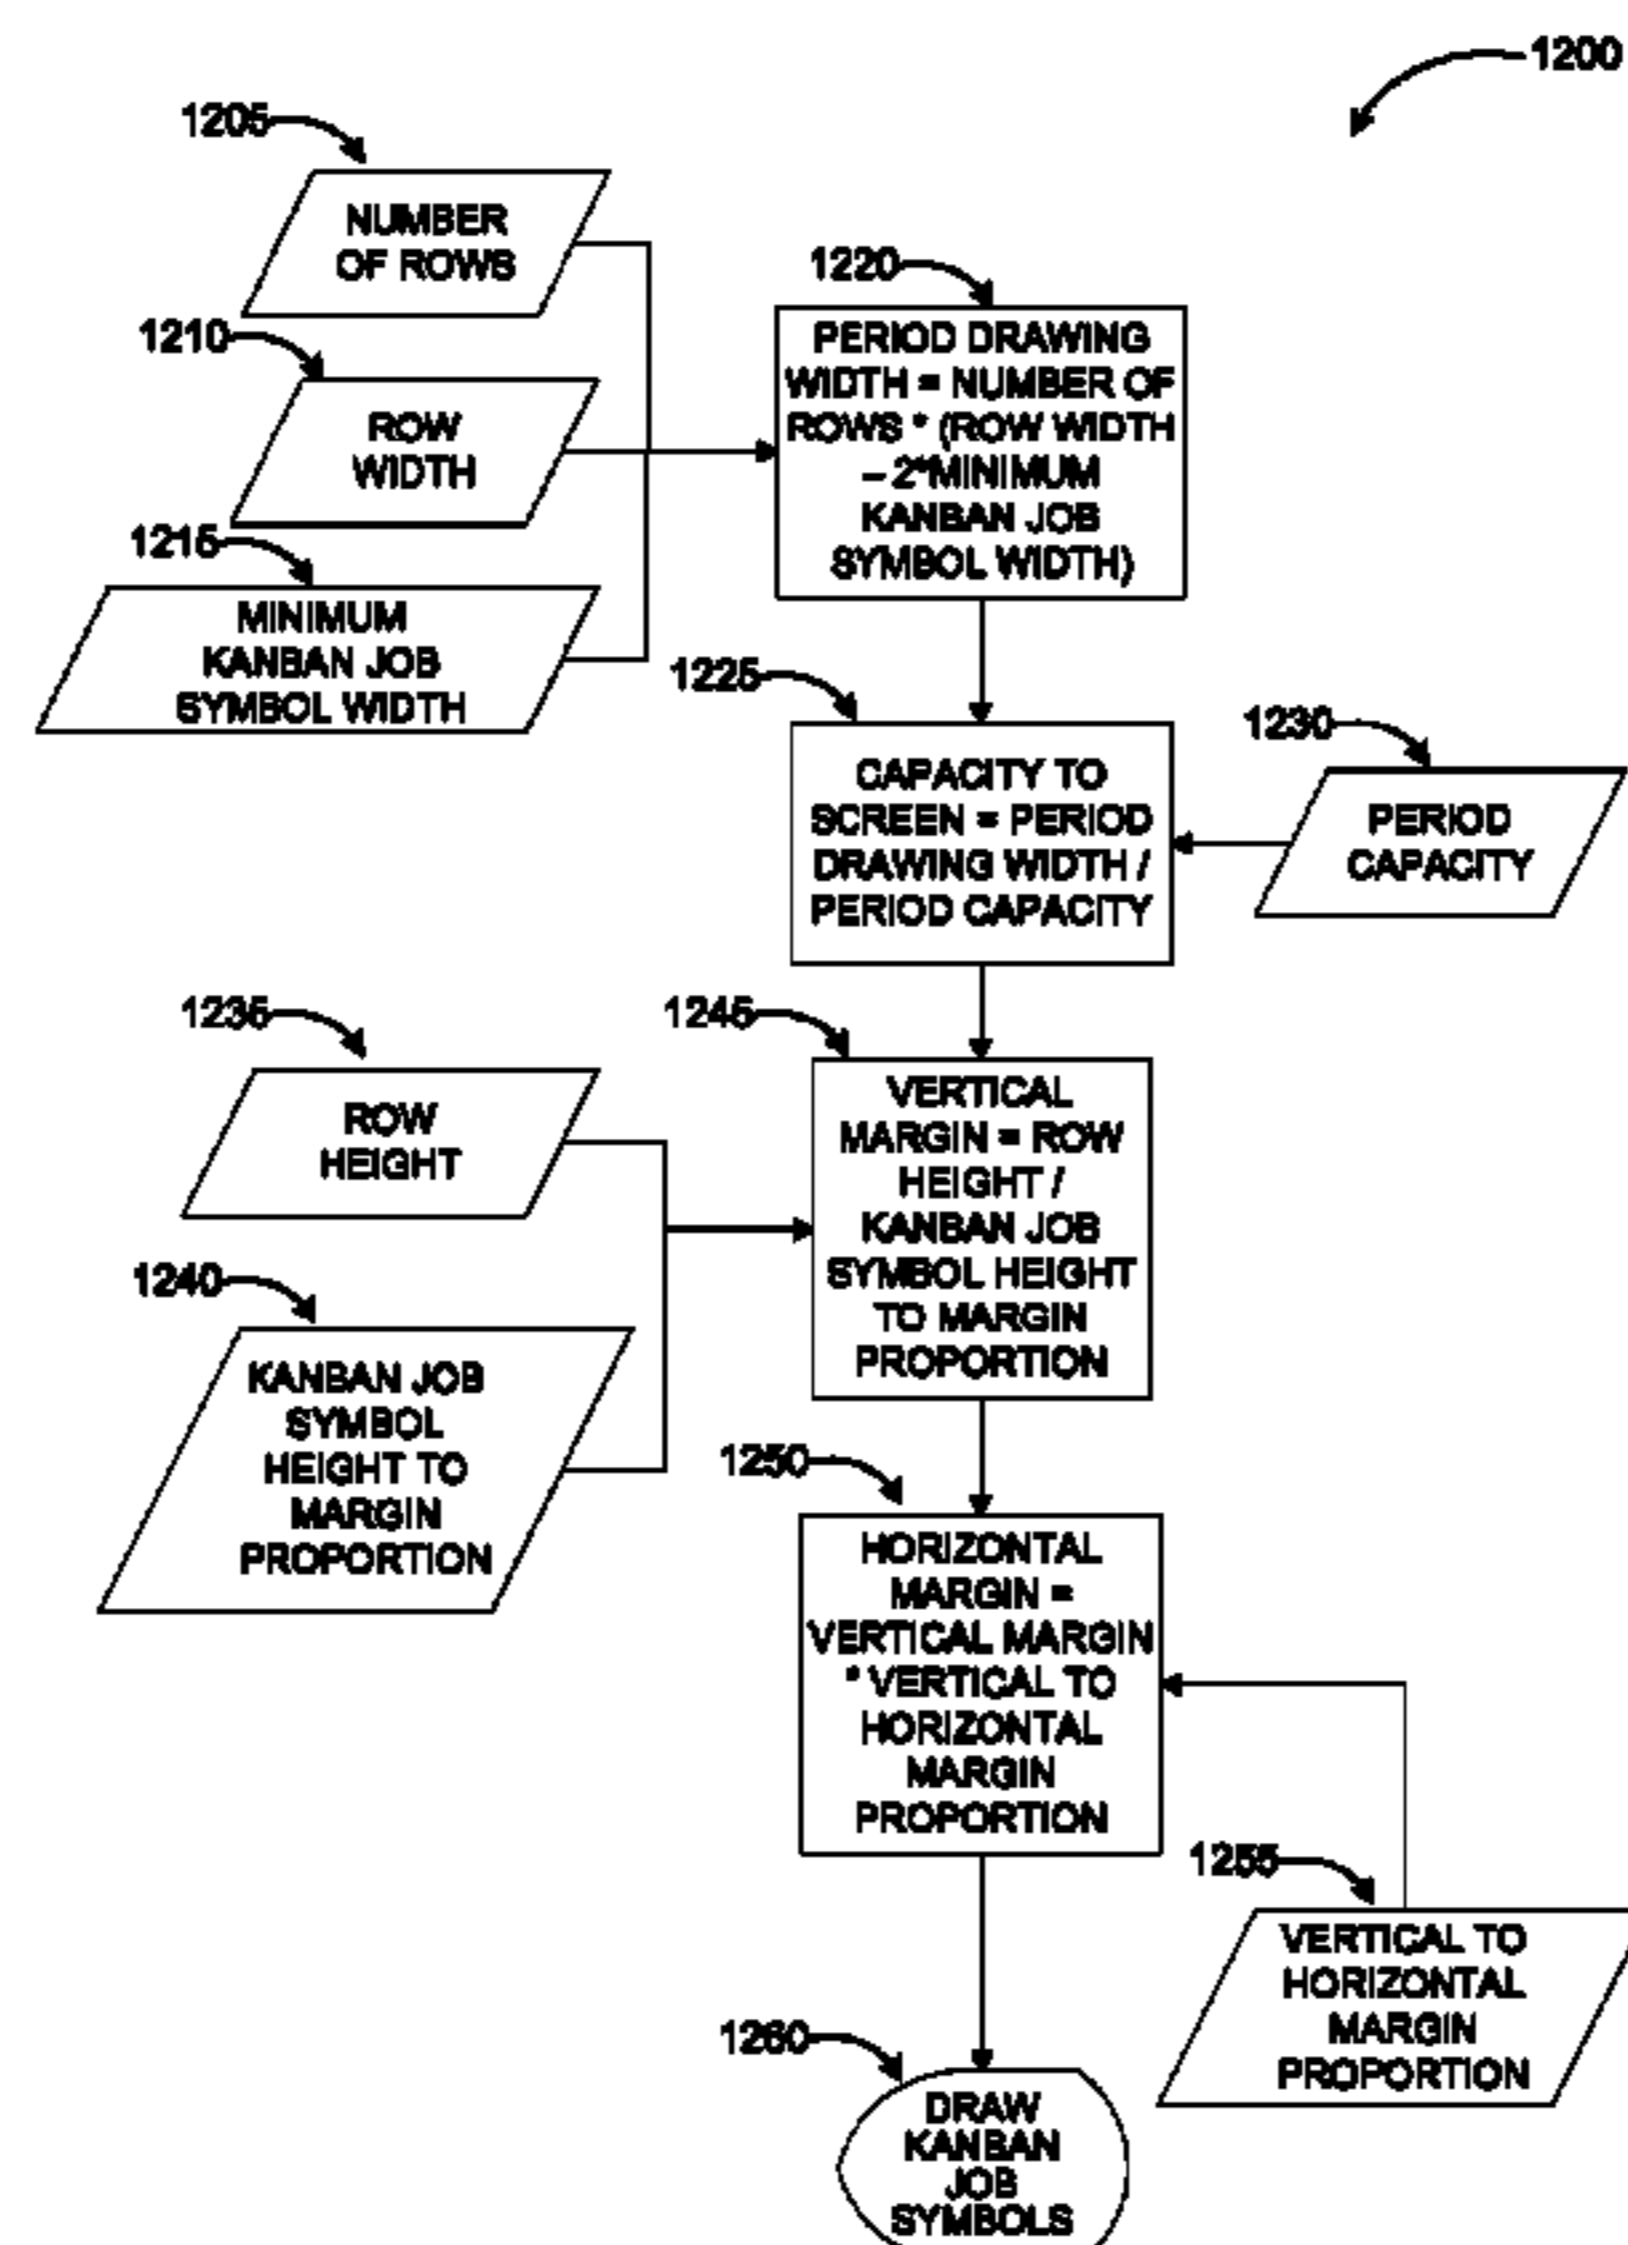 1200
1205
NUMBER
OF ROWS
1210
ROW
WIDTH
1215
MINIMUM
KANBAN JOB
SYMBOL WIDTH
1220
PERIOD DRAWING
WIDTH = NUMBER OF
ROWS * (ROW WIDTH
– 2*MINIMUM
KANBAN JOB
SYMBOL WIDTH)
1225
CAPACITY TO
SCREEN = PERIOD
DRAWING WIDTH /
PERIOD CAPACITY
1230
PERIOD
CAPACITY
1235
ROW
HEIGHT
1240
KANBAN JOB
SYMBOL
HEIGHT TO
MARGIN
PROPORTION
1245
VERTICAL
MARGIN = ROW
HEIGHT /
KANBAN JOB
SYMBOL HEIGHT
TO MARGIN
PROPORTION
1250
HORIZONTAL
MARGIN =
VERTICAL MARGIN
* VERTICAL TO
HORIZONTAL
MARGIN
PROPORTION
1255
VERTICAL TO
HORIZONTAL
MARGIN
PROPORTION
1260
DRAW
KANBAN
JOB
SYMBOLS